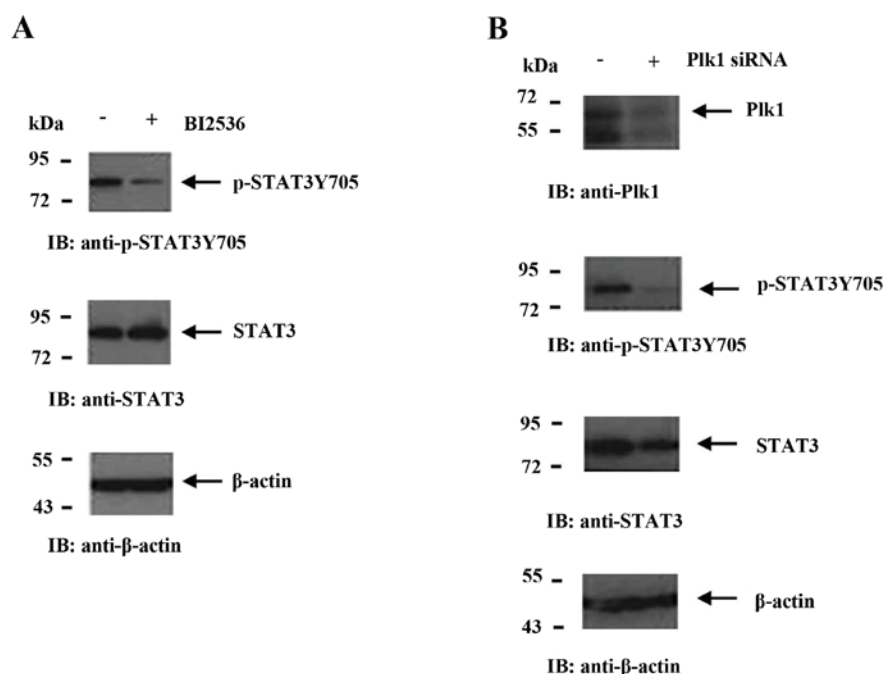 A
kDa - + BI2536
95 -
72 -
p-STAT3Y705
IB: anti-p-STAT3Y705
95 -
72 -
STAT3
IB: anti-STAT3
55 -
43 -
β-actin
IB: anti-β-actin
B
kDa - + Plk1 siRNA
72 -
55 -
Plk1
IB: anti-Plk1
95 -
72 -
p-STAT3Y705
IB: anti-p-STAT3Y705
95 -
72 -
STAT3
IB: anti-STAT3
55 -
43 -
β-actin
IB: anti-β-actin